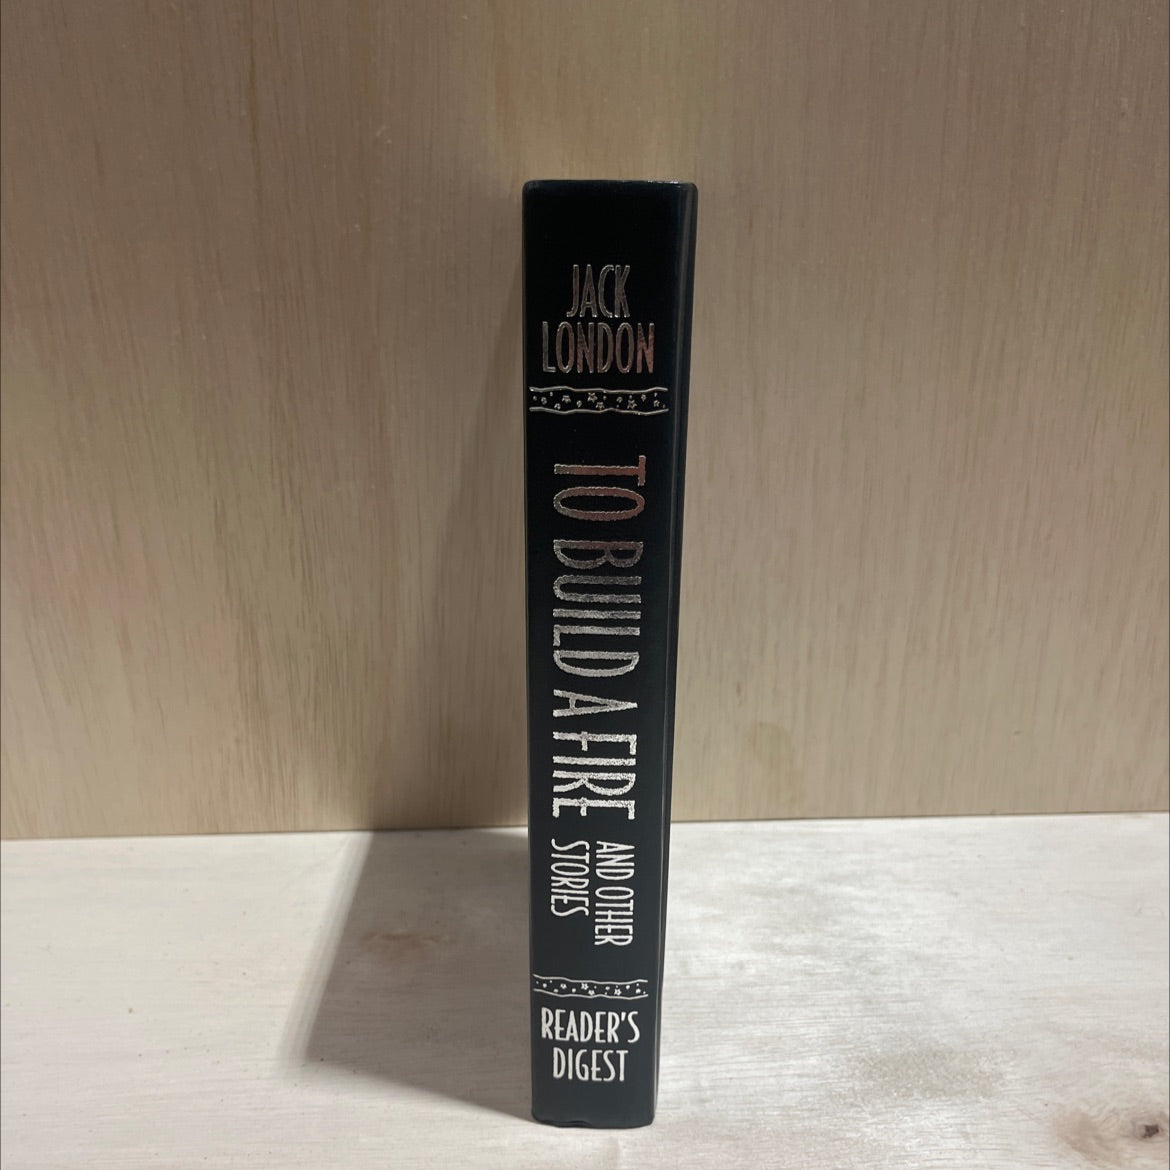 JACK
LONDON
TO BUILD A FIRE
AND OTHER
STORIES
READER'S
DIGEST